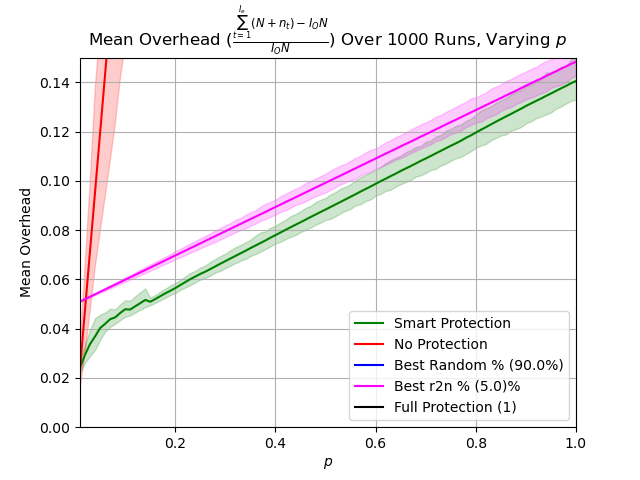 Mean Overhead ($\frac{\sum_{t=1}^{l_e}(N+n_t)-l_ON}{l_ON}$) Over 1000 Runs, Varying p
Mean Overhead
0.14
0.12
0.10
0.08
0.06
0.04
0.02
0.00
0.2
0.4
0.6
0.8
1.0
p
Smart Protection
No Protection
Best Random % (90.0%)
Best r2n % (5.0)%
Full Protection (1)